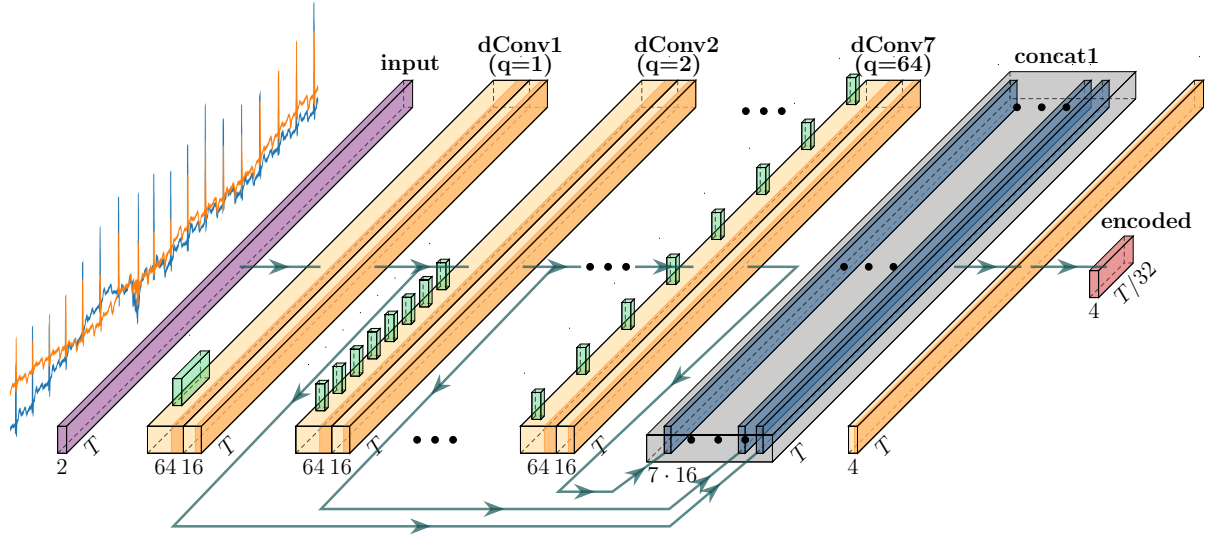 input
dConv1
(q=1)
dConv2
(q=2)
dConv7
(q=64)
concat1
encoded
2
T
64 16
T
64 16
T
64 16
T
7 · 16
T
4
T
4
T/32